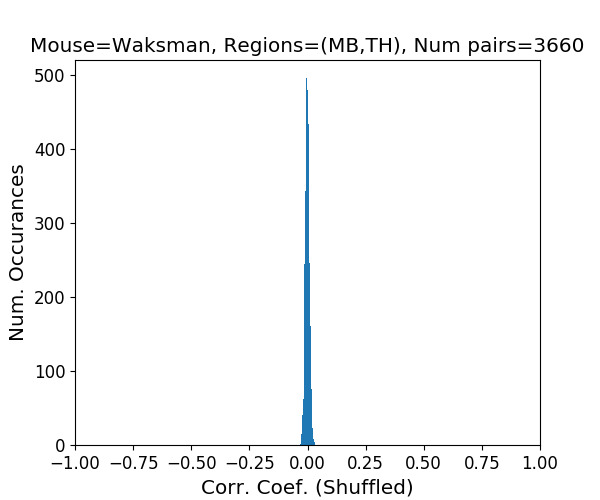 Mouse=Waksman, Regions=(MB,TH), Num pairs=3660
500
400
300
200
100
0
Num. Occurances
−1.00 −0.75 −0.50 −0.25 0.00 0.25 0.50 0.75 1.00
Corr. Coef. (Shuffled)